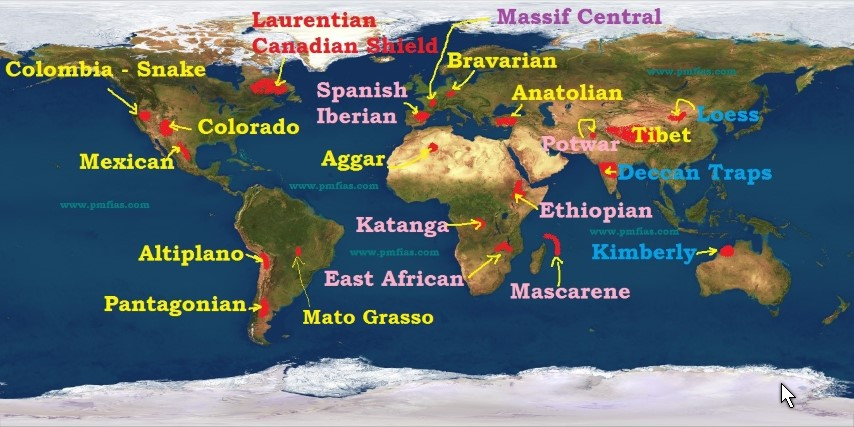 Laurentian
Canadian Shield
Massif Central
Colombia - Snake
Bravarian
www.pmfias.com
Spanish
Iberian
Anatolian
Loess
Colorado
Tibet
Potwar
Mexican
Aggar
Deccan Traps
www.pmfias.com
www.pmfias.com
Ethiopian
Katanga
www.pmfias.com
Altiplano
www.pmfias.com
Kimberly
East African
Mascarene
Pantagonian
Mato Grasso